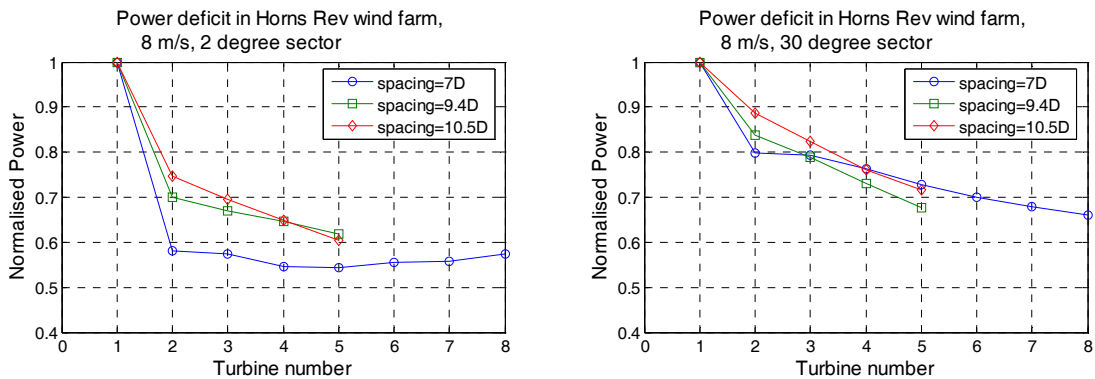 Power deficit in Horns Rev wind farm,
8 m/s, 2 degree sector
1
0.9
0.8
0.7
0.6
0.5
0.4
Normalised Power
spacing=7D
spacing=9.4D
spacing=10.5D
0 1 2 3 4 5 6 7 8
Turbine number
Power deficit in Horns Rev wind farm,
8 m/s, 30 degree sector
1
0.9
0.8
0.7
0.6
0.5
0.4
Normalised Power
spacing=7D
spacing=9.4D
spacing=10.5D
0 1 2 3 4 5 6 7 8
Turbine number